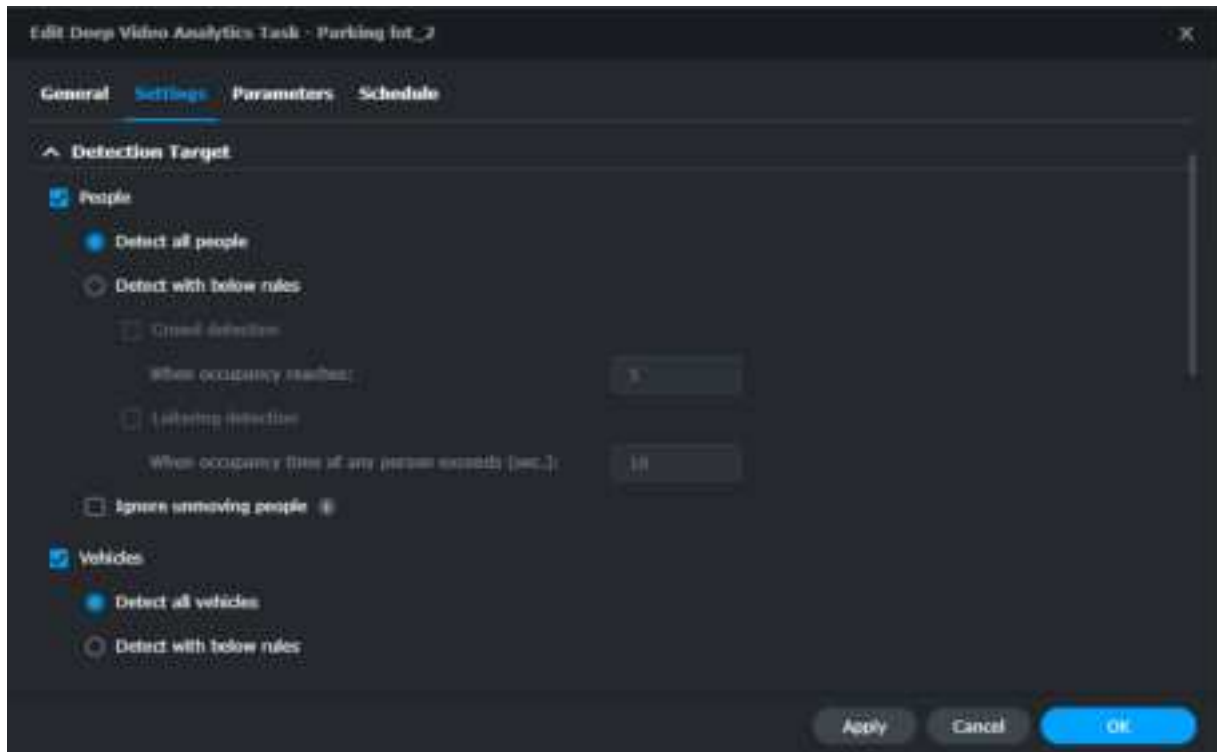 Edit Deep Video Analytics Task - Parking lot_2
General Settings Parameters Schedule
Detection Target
People
Detect all people
Detect with below rules
Crowd detection
When occupancy reaches: 5
Loitering detection
When occupancy time of any person exceeds (sec.): 10
Ignore unmoving people
Vehicles
Detect all vehicles
Detect with below rules
Apply Cancel OK